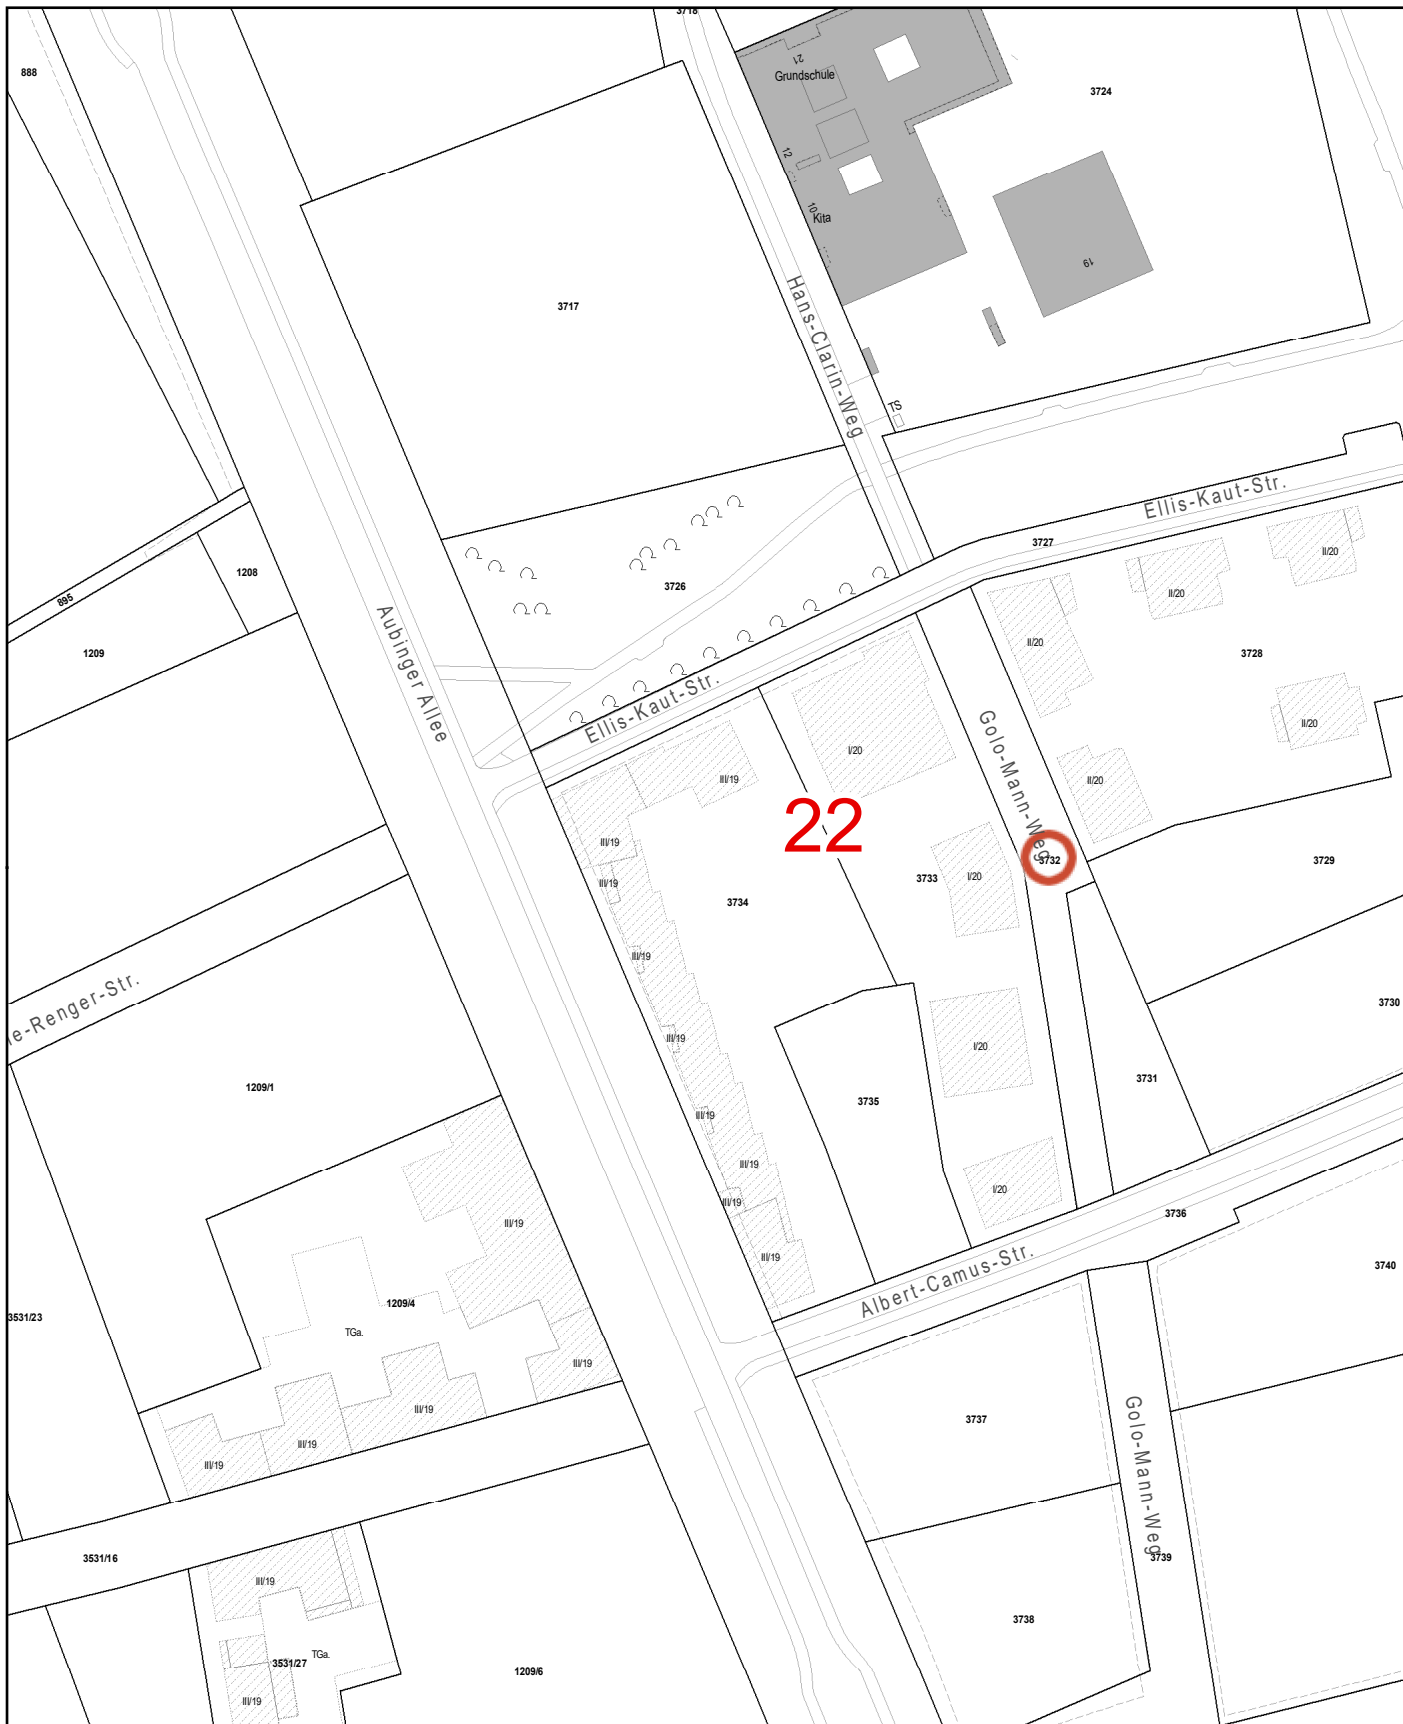 3718
888
21
Grundschule
3724
12
10
Kita
19
3717
Hans-Clarin-Weg
TS
Ellis-Kaut-Str.
3727
II/20
II/20
II/20
1208
895
3726
1209
Aubinger Allee
3728
Ellis-Kaut-Str.
Golo-Mann-Weg
II/20
I/20
III/19
II/20
22
III/19
3732
3729
III/19
3733
I/20
3734
III/19
le-Renger-Str.
3730
III/19
I/20
1209/1
3731
3735
III/19
III/19
I/20
III/19
3736
III/19
III/19
Albert-Camus-Str.
3740
1209/4
3531/23
TGa.
III/19
III/19
3737
Golo-Mann-Weg
III/19
III/19
3531/16
3739
III/19
3738
TGa.
3531/27
1209/6
III/19